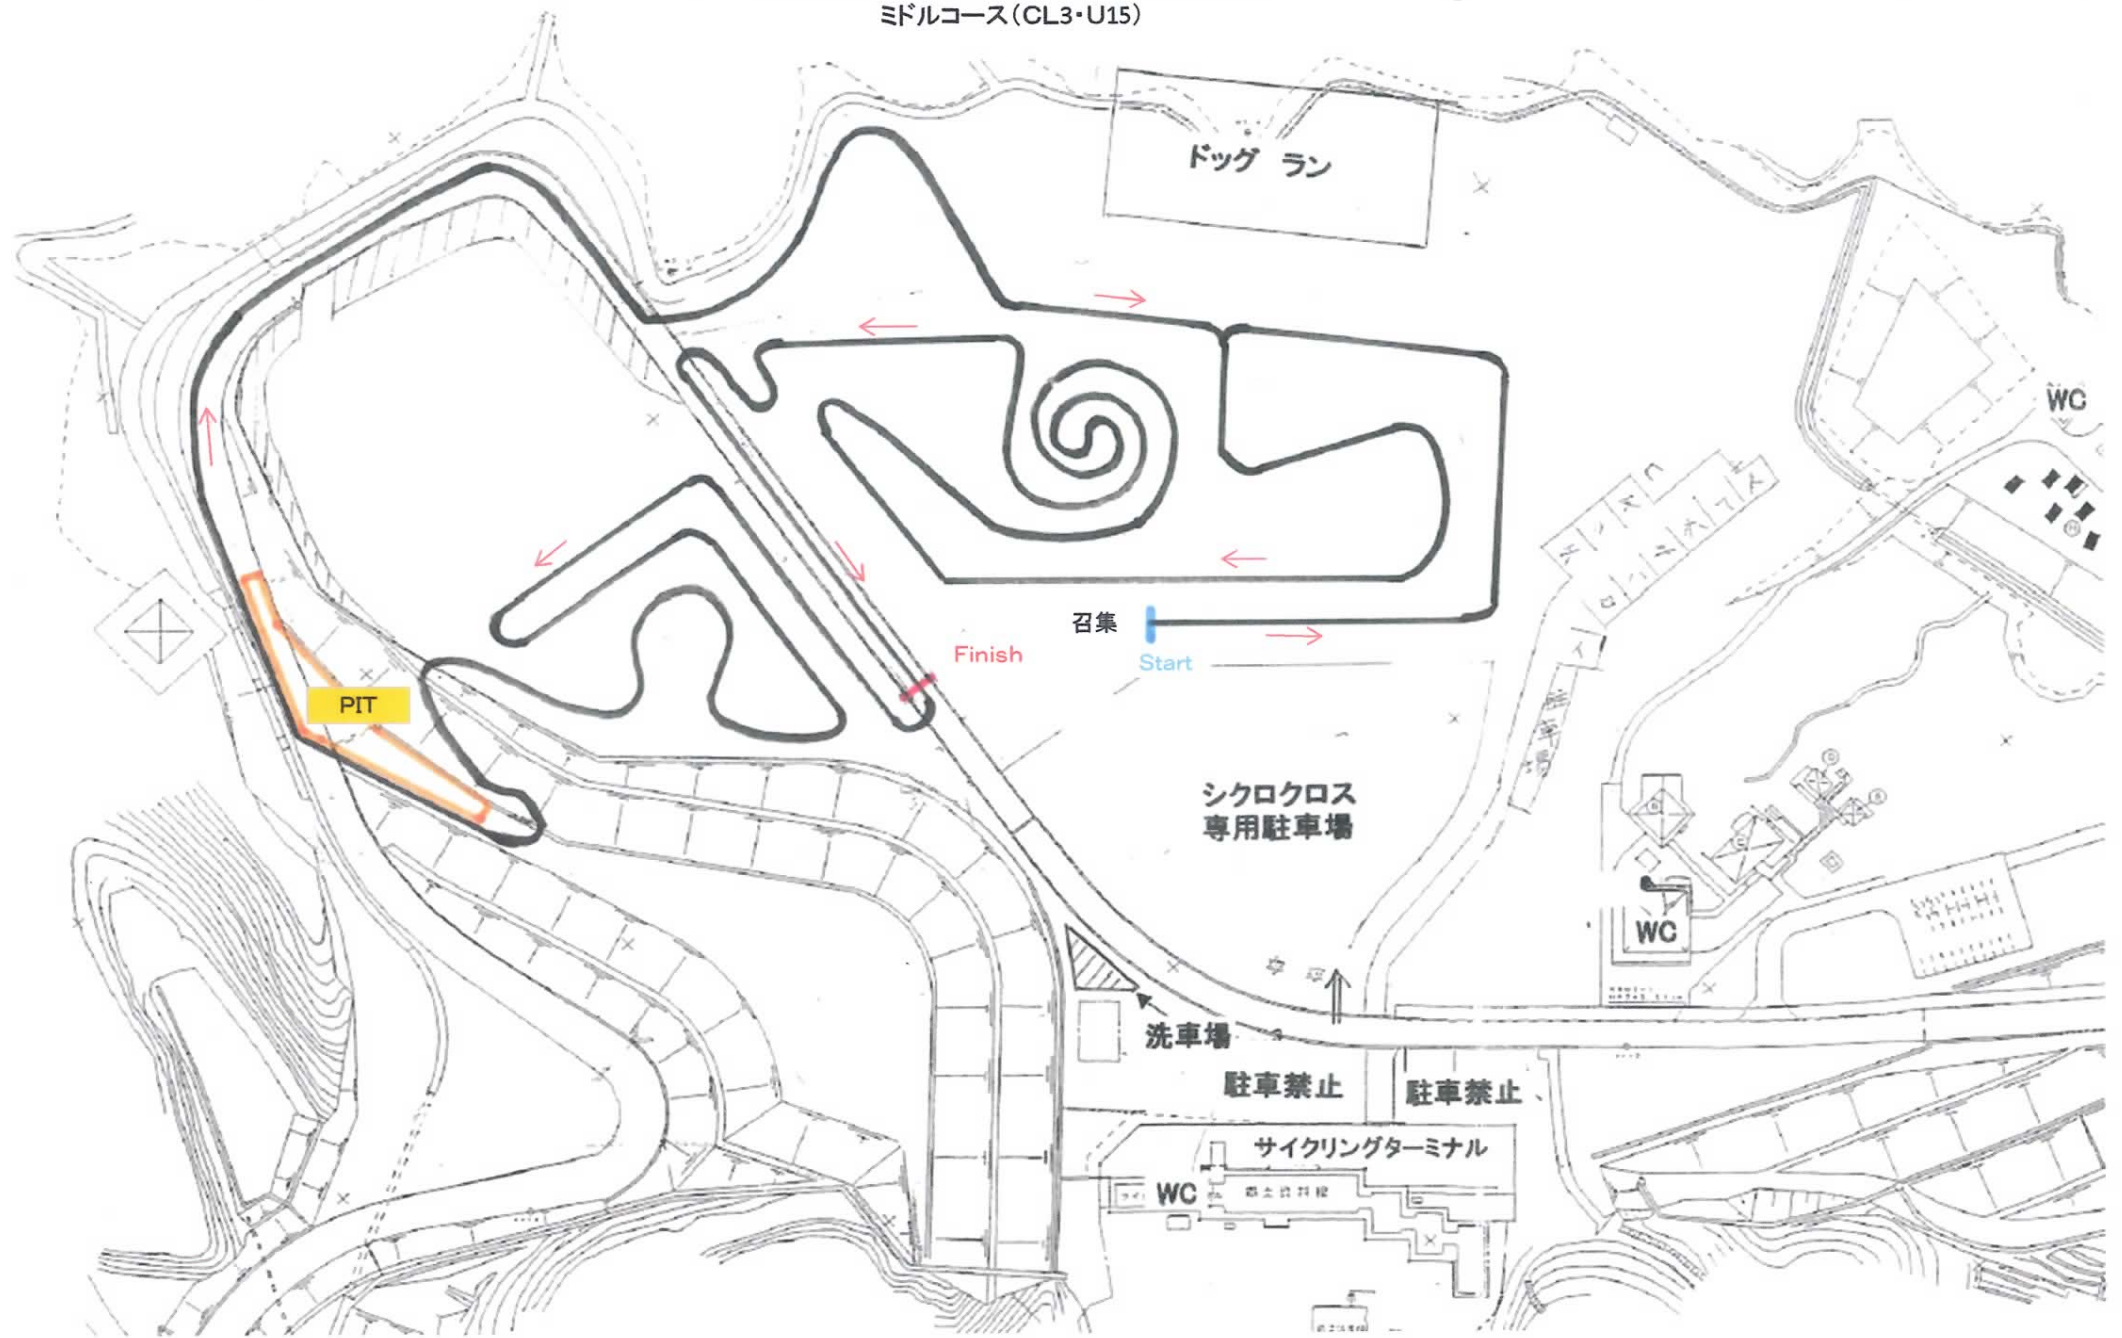 ミドルコース（CL3・U15）
ドッグ ラン
WC
召集
Finish
Start
PIT
シクロクロス
専用駐車場
WC
洗車場
駐車禁止
駐車禁止
サイクリングターミナル
WC